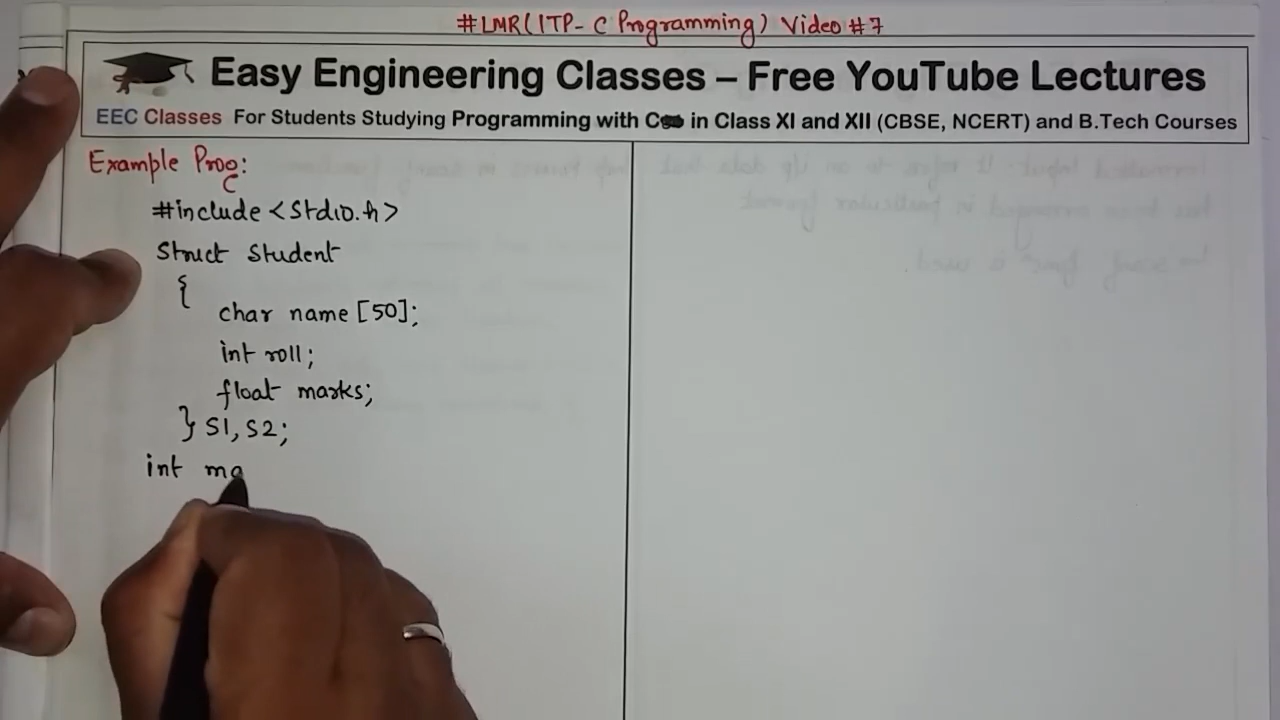 #LMR(ITP- C Programming) Video #7
Easy Engineering Classes – Free YouTube Lectures
EEC Classes For Students Studying Programming with C in Class XI and XII (CBSE, NCERT) and B.Tech Courses
Example Prog:
C
#include <stdio.h>
Struct Student
{
char name [50];
int roll;
float marks;
} S1, S2;
int ma